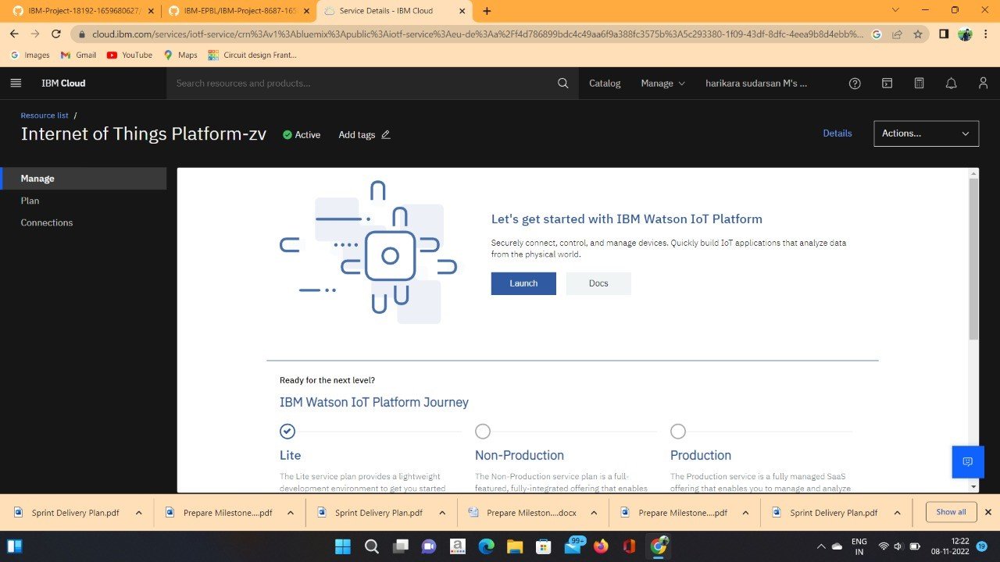 IBM-Project-18192-1659680627/
IBM-EPBL/IBM-Project-8687-165
Service Details - IBM Cloud
cloud.ibm.com/services/iotf-service/crn%3Av1%3Abluemix%3Apublic%3Aiotf-service%3Aeu-de%3Aa%2Ff4d786899bdc4c49aa6f9a388fc3575b%3A5c293380-1f09-43df-8dfc-4eea9b8d4ebb%...
Images
Gmail
YouTube
Maps
Circuit design Frant...
IBM Cloud
Search resources and products...
Catalog
Manage
harikara sudarsan M's ...
Resource list /
Internet of Things Platform-zv
Active
Add tags
Details
Actions...
Manage
Plan
Connections
Let's get started with IBM Watson IoT Platform
Securely connect, control, and manage devices. Quickly build IoT applications that analyze data
from the physical world.
Launch
Docs
Ready for the next level?
IBM Watson IoT Platform Journey
Lite
Non-Production
Production
The Lite service plan provides a lightweight
development environment to get you started
The Non-Production service plan is a full-
featured, fully-integrated offering that enables
The Production service is a fully managed SaaS
offering that enables you to manage and analyze
Sprint Delivery Plan.pdf
Prepare Milestone....pdf
Sprint Delivery Plan.pdf
Prepare Mileston....docx
Prepare Milestone....pdf
Sprint Delivery Plan.pdf
Show all
99+
ENG
IN
12:22
08-11-2022
19